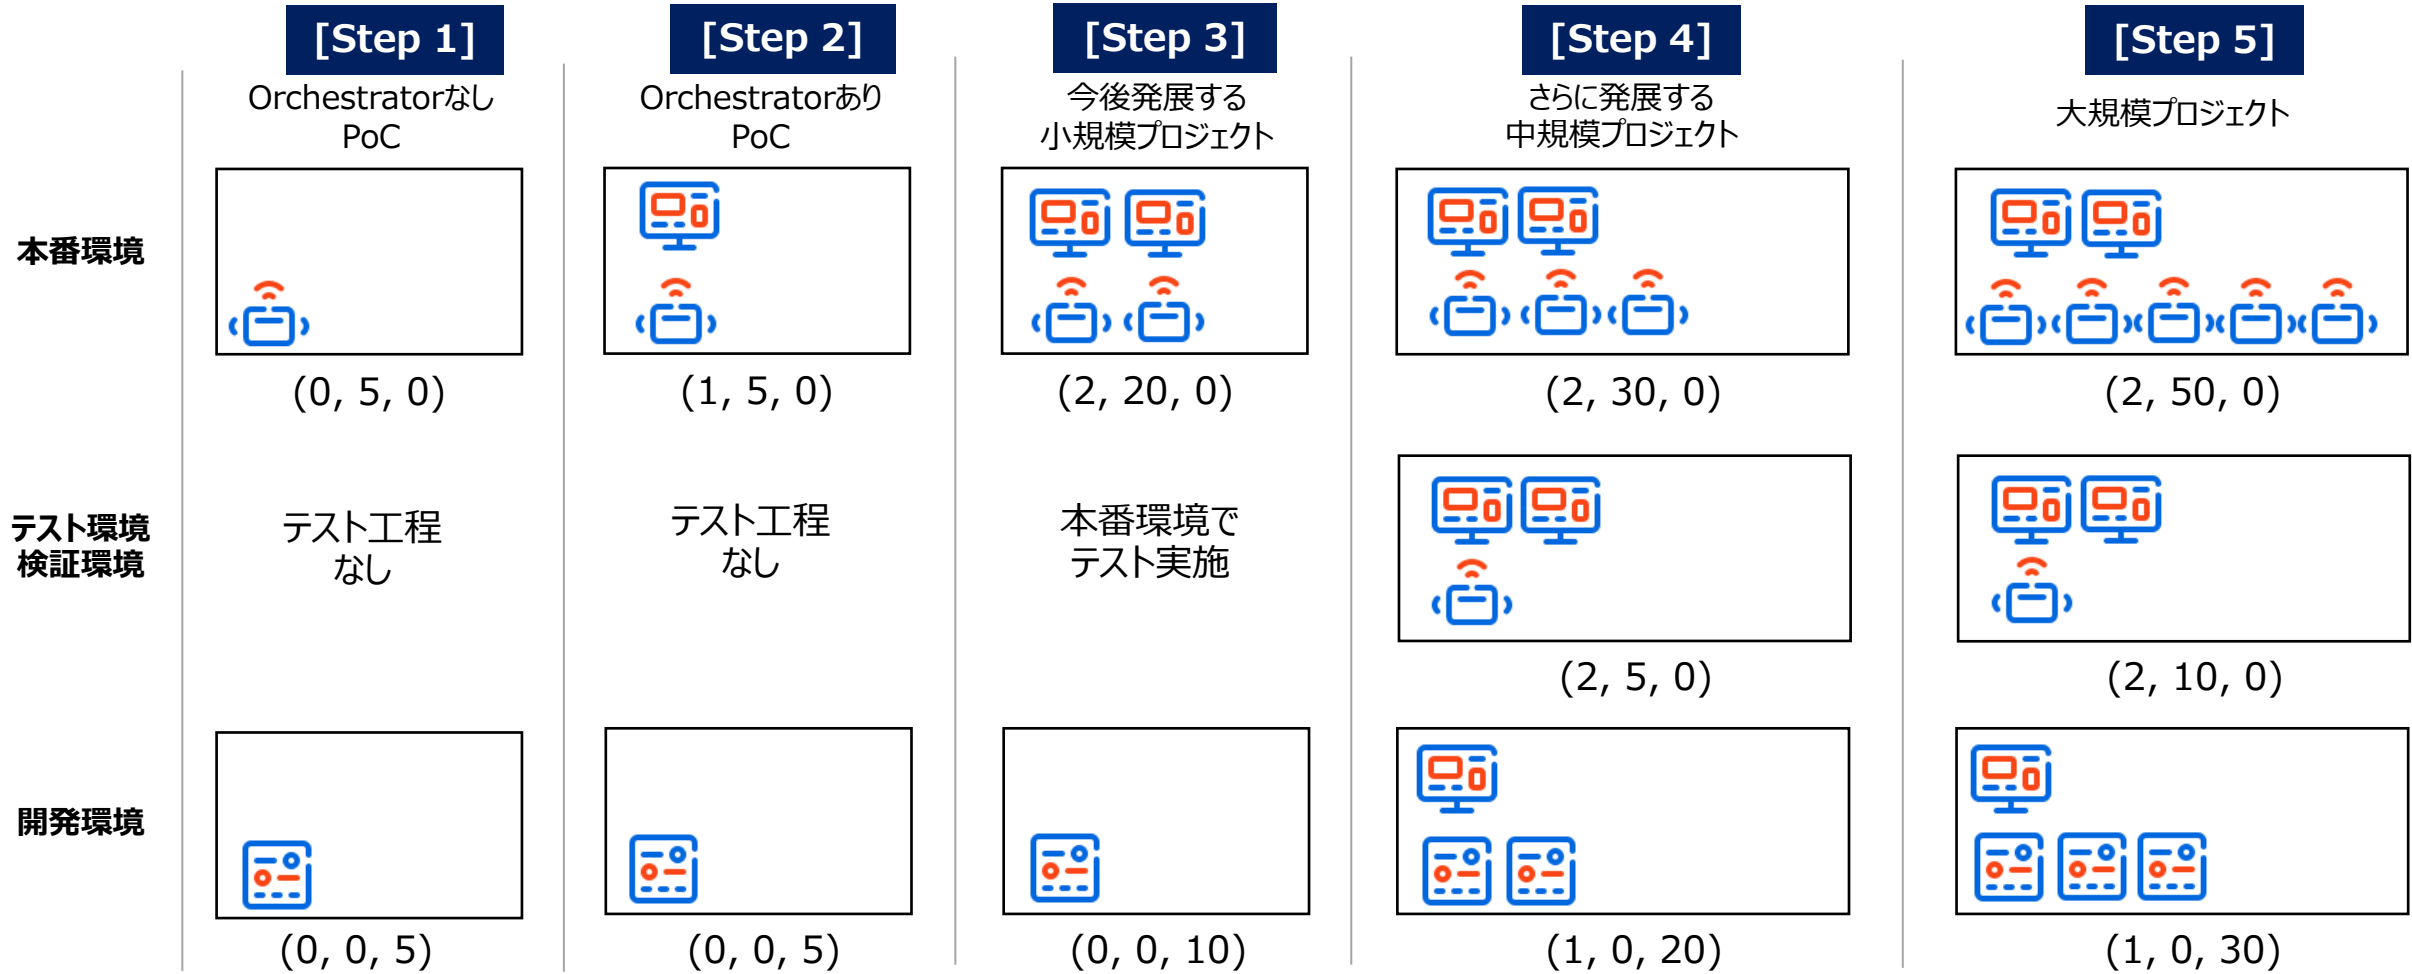 [Step 1]
[Step 2]
[Step 3]
[Step 4]
[Step 5]
Orchestratorなし
PoC
Orchestratorあり
PoC
今後発展する
小規模プロジェクト
さらに発展する
中規模プロジェクト
大規模プロジェクト
本番環境
(0, 5, 0)
(1, 5, 0)
(2, 20, 0)
(2, 30, 0)
(2, 50, 0)
テスト環境
検証環境
テスト工程
なし
テスト工程
なし
本番環境で
テスト実施
(2, 5, 0)
(2, 10, 0)
開発環境
(0, 0, 5)
(0, 0, 5)
(0, 0, 10)
(1, 0, 20)
(1, 0, 30)